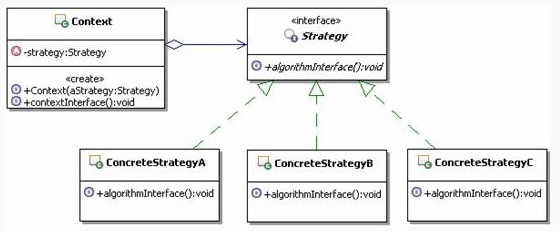 Context
-strategy:Strategy
«create»
+Context(aStrategy:Strategy)
+contextInterface():void
«interface»
Strategy
+algorithmInterface():void
ConcreteStrategyA
+algorithmInterface():void
ConcreteStrategyB
+algorithmInterface():void
ConcreteStrategyC
+algorithmInterface():void